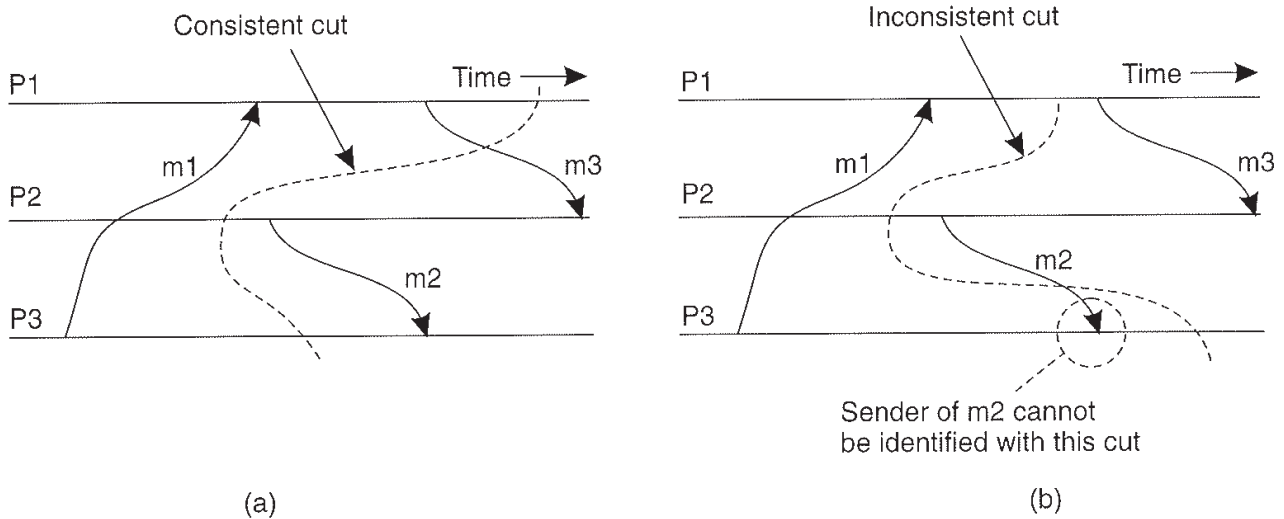 Consistent cut
Time
P1
m1
m3
P2
m2
P3
(a)
Inconsistent cut
Time
P1
m1
m3
P2
m2
P3
Sender of m2 cannot
be identified with this cut
(b)